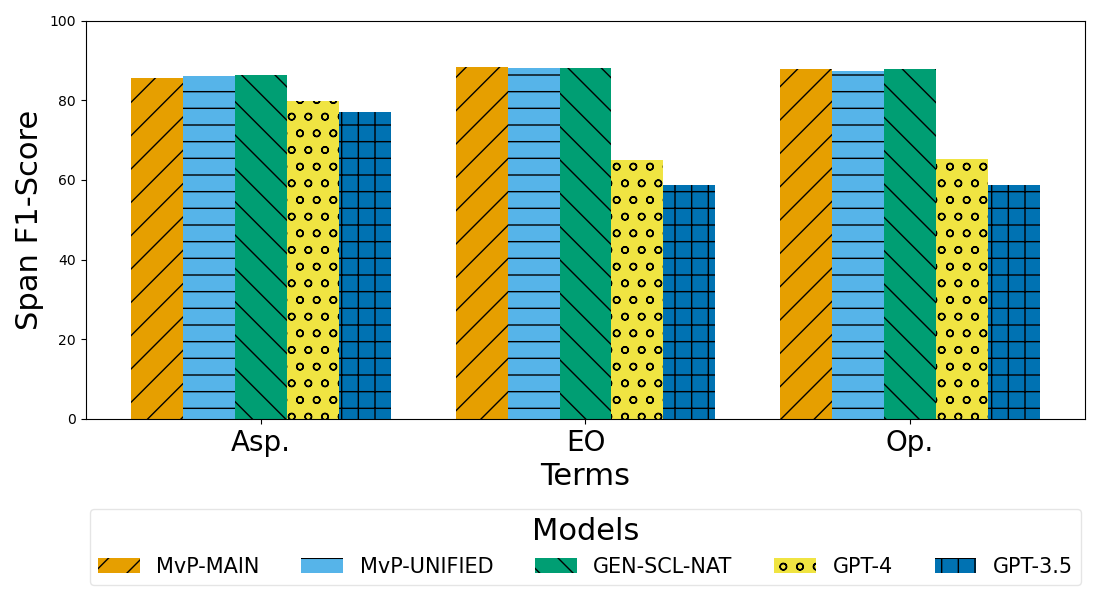 100
80
60
40
20
0
Span F1-Score
Asp. EO Op.
Terms
Models
MvP-MAIN MvP-UNIFIED GEN-SCL-NAT GPT-4 GPT-3.5